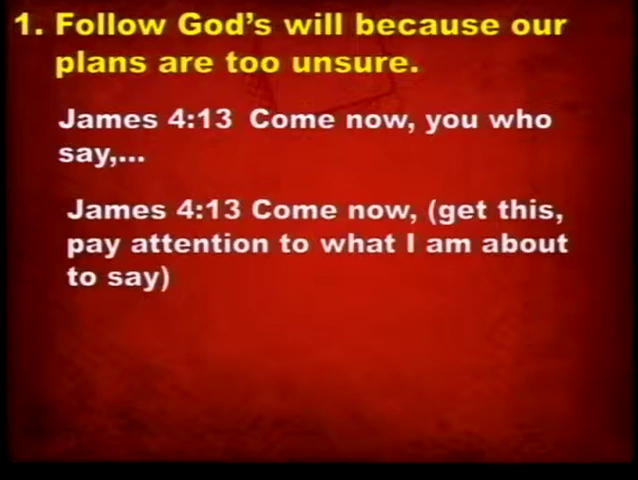 1. Follow God's will because our
plans are too unsure.
James 4:13 Come now, you who
say,...
James 4:13 Come now, (get this,
pay attention to what I am about
to say)